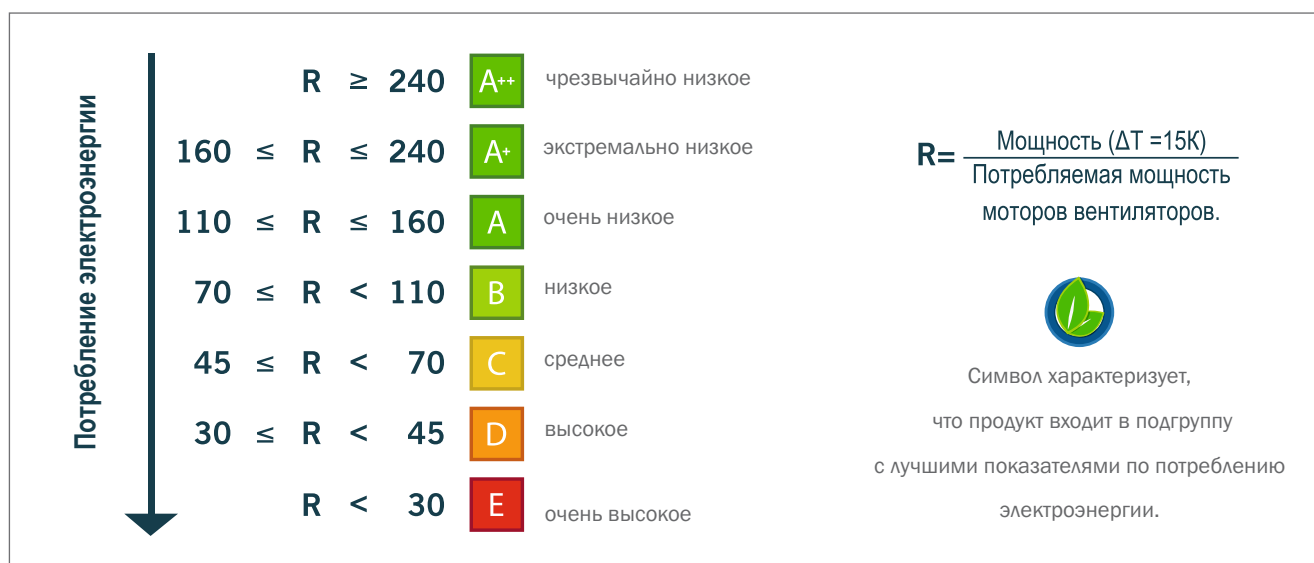 Потребление электроэнергии
R ≥ 240 A++ чрезвычайно низкое
160 ≤ R ≤ 240 A+ экстремально низкое
110 ≤ R ≤ 160 A очень низкое
70 ≤ R < 110 B низкое
45 ≤ R < 70 C среднее
30 ≤ R < 45 D высокое
R < 30 E очень высокое
Мощность (ΔT =15К)
R=
Потребляемая мощность
моторов вентиляторов.
Символ характеризует,
что продукт входит в подгруппу
с лучшими показателями по потреблению
электроэнергии.